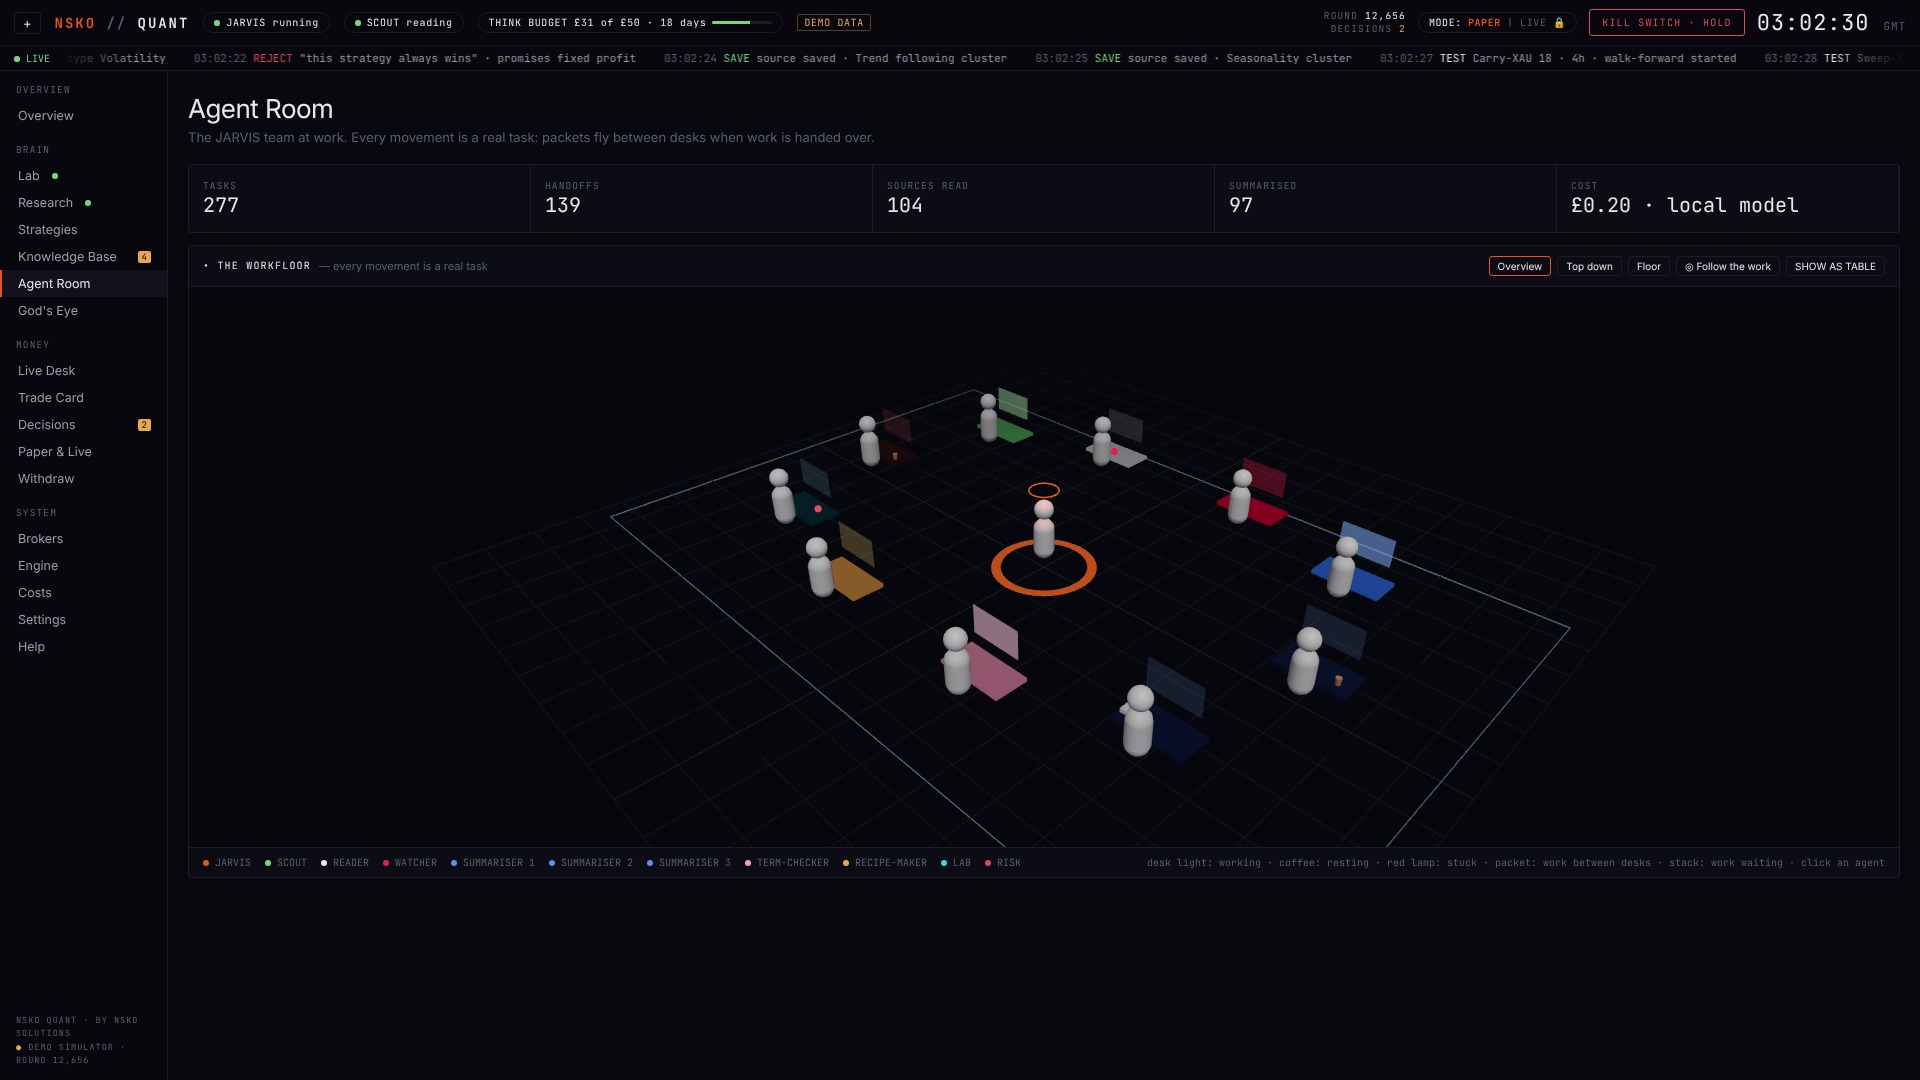 + NSKO // QUANT
JARVIS running
SCOUT reading
THINK BUDGET £31 of £50 · 18 days
DEMO DATA
ROUND 12,656
DECISIONS 2
MODE: PAPER | LIVE 🔒
KILL SWITCH · HOLD
03:02:30 GMT
LIVE
type Volatility
03:02:22 REJECT "this strategy always wins" · promises fixed profit
03:02:24 SAVE source saved · Trend following cluster
03:02:25 SAVE source saved · Seasonality cluster
03:02:27 TEST Carry-XAU 18 · 4h · walk-forward started
03:02:28 TEST Sweep-
OVERVIEW
Overview
BRAIN
Lab
Research
Strategies
Knowledge Base 4
Agent Room
God's Eye
MONEY
Live Desk
Trade Card
Decisions 2
Paper & Live
Withdraw
SYSTEM
Brokers
Engine
Costs
Settings
Help
NSKO QUANT · BY NSKO
SOLUTIONS
DEMO SIMULATOR ·
ROUND 12,656
Agent Room
The JARVIS team at work. Every movement is a real task: packets fly between desks when work is handed over.
TASKS
277
HANDOFFS
139
SOURCES READ
104
SUMMARISED
97
COST
£0.20 · local model
• THE WORKFLOOR — every movement is a real task
Overview
Top down
Floor
◎ Follow the work
SHOW AS TABLE
JARVIS
SCOUT
READER
WATCHER
SUMMARISER 1
SUMMARISER 2
SUMMARISER 3
TERM-CHECKER
RECIPE-MAKER
LAB
RISK
desk light: working · coffee: resting · red lamp: stuck · packet: work between desks · stack: work waiting · click an agent